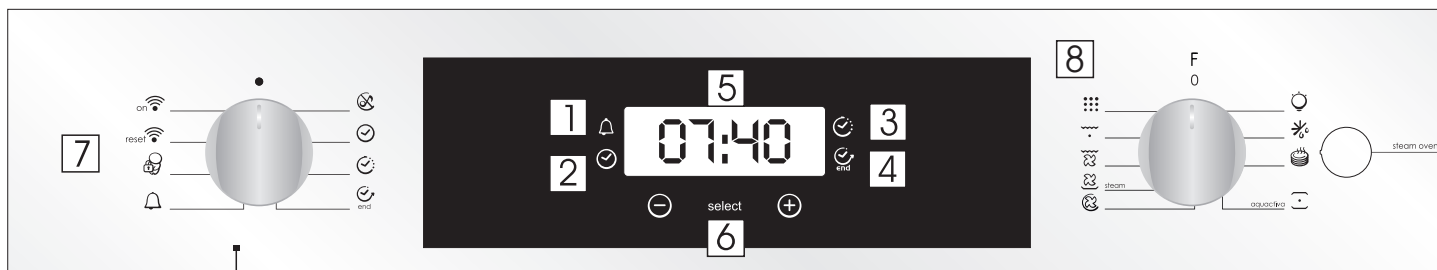 8
F
0
5
1
07:40
3
on
reset
7
2
4
end
steam oven
steam
end
select
aquactiva
6